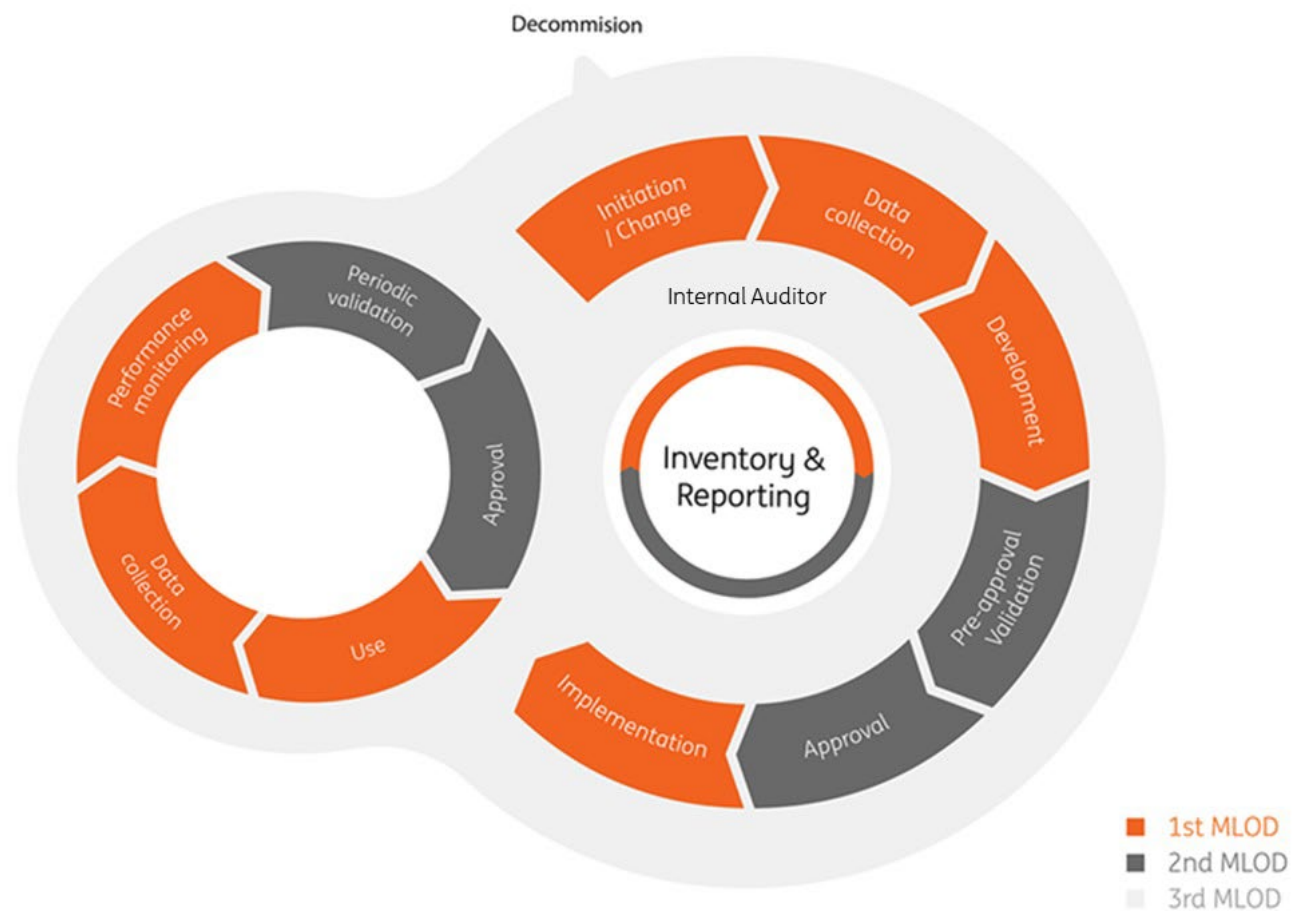 Decommision
Initiation
/ Change
Data
collection
Development
Pre-approval
Validation
Approval
Implementation
Internal Auditor
Inventory &
Reporting
Periodic
validation
Approval
Use
Data
collection
Performance
monitoring
1st MLOD
2nd MLOD
3rd MLOD